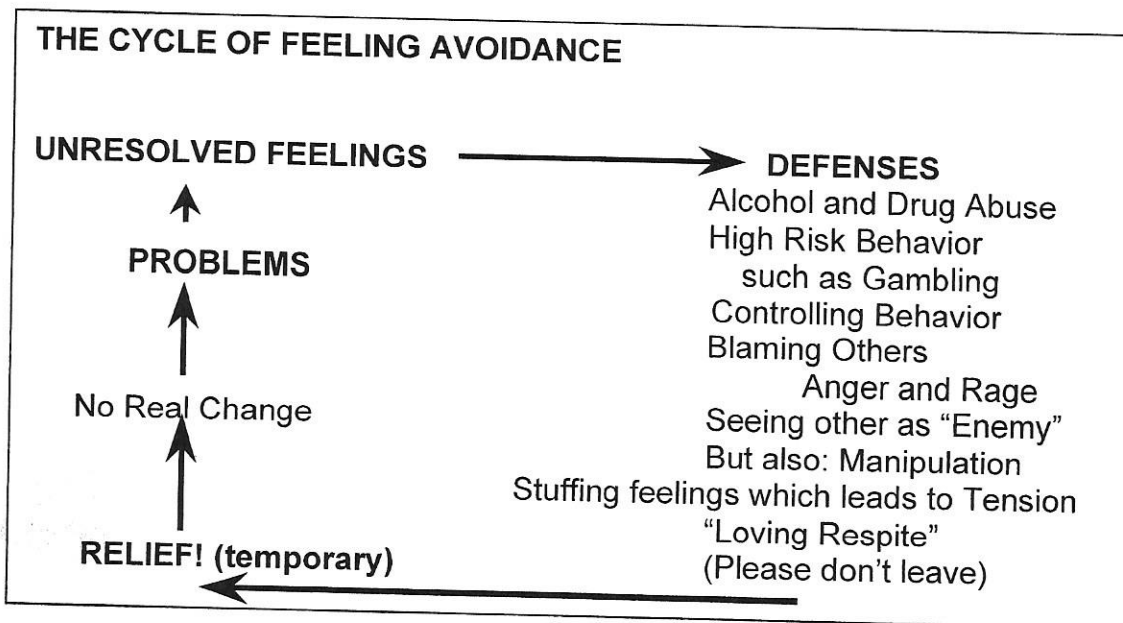 THE CYCLE OF FEELING AVOIDANCE
UNRESOLVED FEELINGS
PROBLEMS
No Real Change
RELIEF! (temporary)
DEFENSES
Alcohol and Drug Abuse
High Risk Behavior
such as Gambling
Controlling Behavior
Blaming Others
Anger and Rage
Seeing other as “Enemy”
But also: Manipulation
Stuffing feelings which leads to Tension
“Loving Respite”
(Please don’t leave)